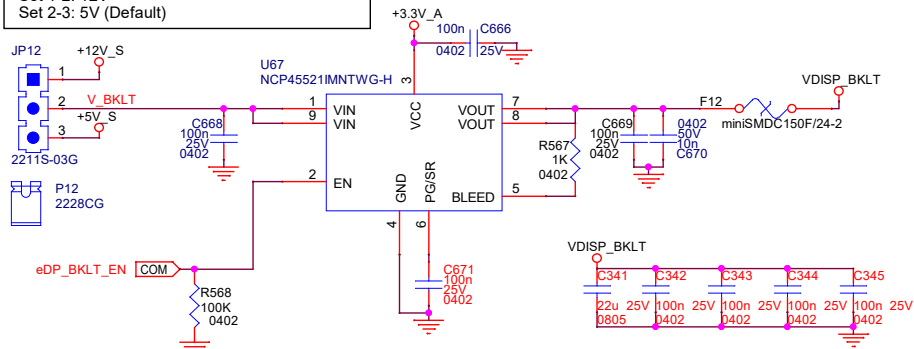 Set 2-3: 5V (Default)
+3.3V_A
100n C666
0402 25V
3
JP12
+12V_S
1
2 V_BKLT
+5V_S
3
2211S-03G
P12
2228CG
U67
NCP45521IMNTWG-H
1 VIN
9 VIN
VCC
VOUT 7
VOUT 8
2 EN
GND
PG/SR
BLEED 5
4
6
C668
100n
25V
0402
R567
1K
0402
C669
100n
25V
0402
0402
50V
10n
C670
F12
miniSMDC150F/24-2
VDISP_BKLT
eDP_BKLT_EN COM
R568
100K
0402
C671
100n
25V
0402
VDISP_BKLT
C341 C342 C343 C344 C345
22u 25V 100n 25V 100n 25V 100n 25V 100n 25V
0805 0402 0402 0402 0402